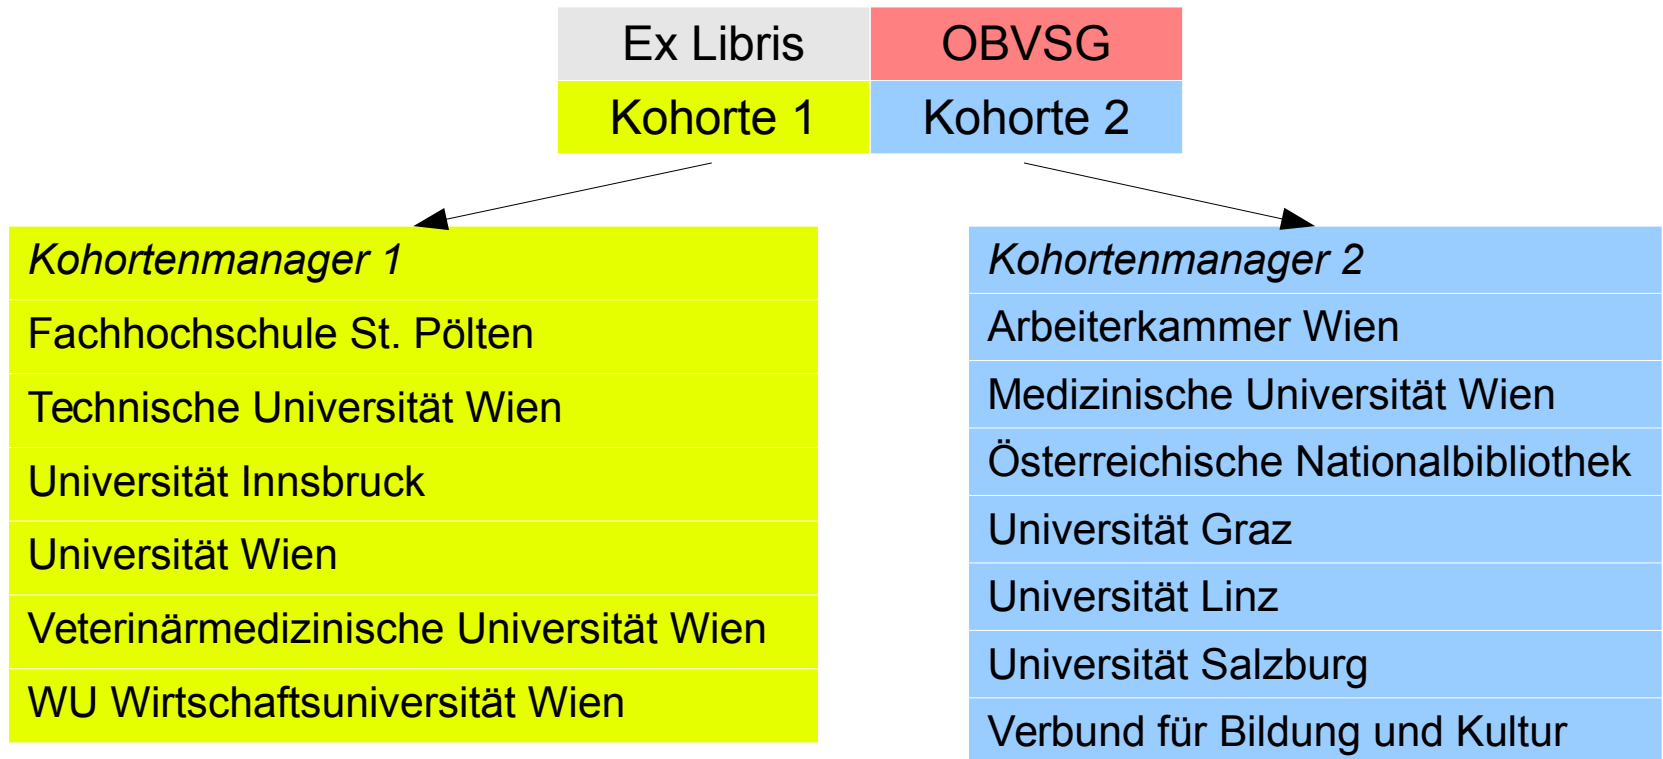 Ex Libris OBVSG
Kohorte 1 Kohorte 2
Kohortenmanager 1
Fachhochschule St. Pölten
Technische Universität Wien
Universität Innsbruck
Universität Wien
Veterinärmedizinische Universität Wien
WU Wirtschaftsuniversität Wien
Kohortenmanager 2
Arbeiterkammer Wien
Medizinische Universität Wien
Österreichische Nationalbibliothek
Universität Graz
Universität Linz
Universität Salzburg
Verbund für Bildung und Kultur